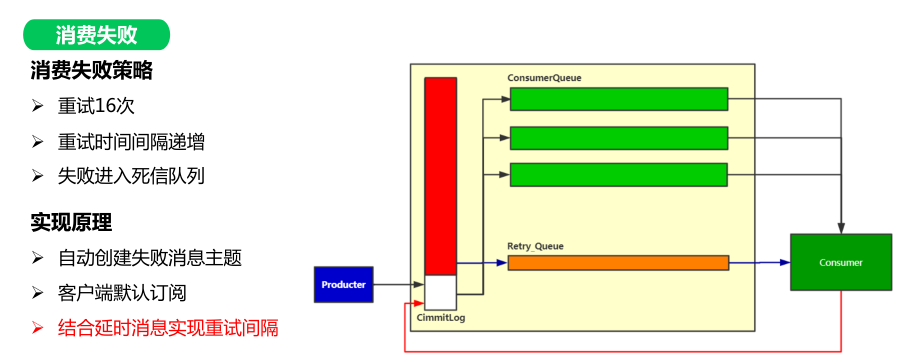 消费失败
消费失败策略
重试16次
重试时间间隔递增
失败进入死信队列
实现原理
自动创建失败消息主题
客户端默认订阅
结合延时消息实现重试间隔
ConsumerQueue
Retry_Queue
Producter
Consumer
CimmitLog